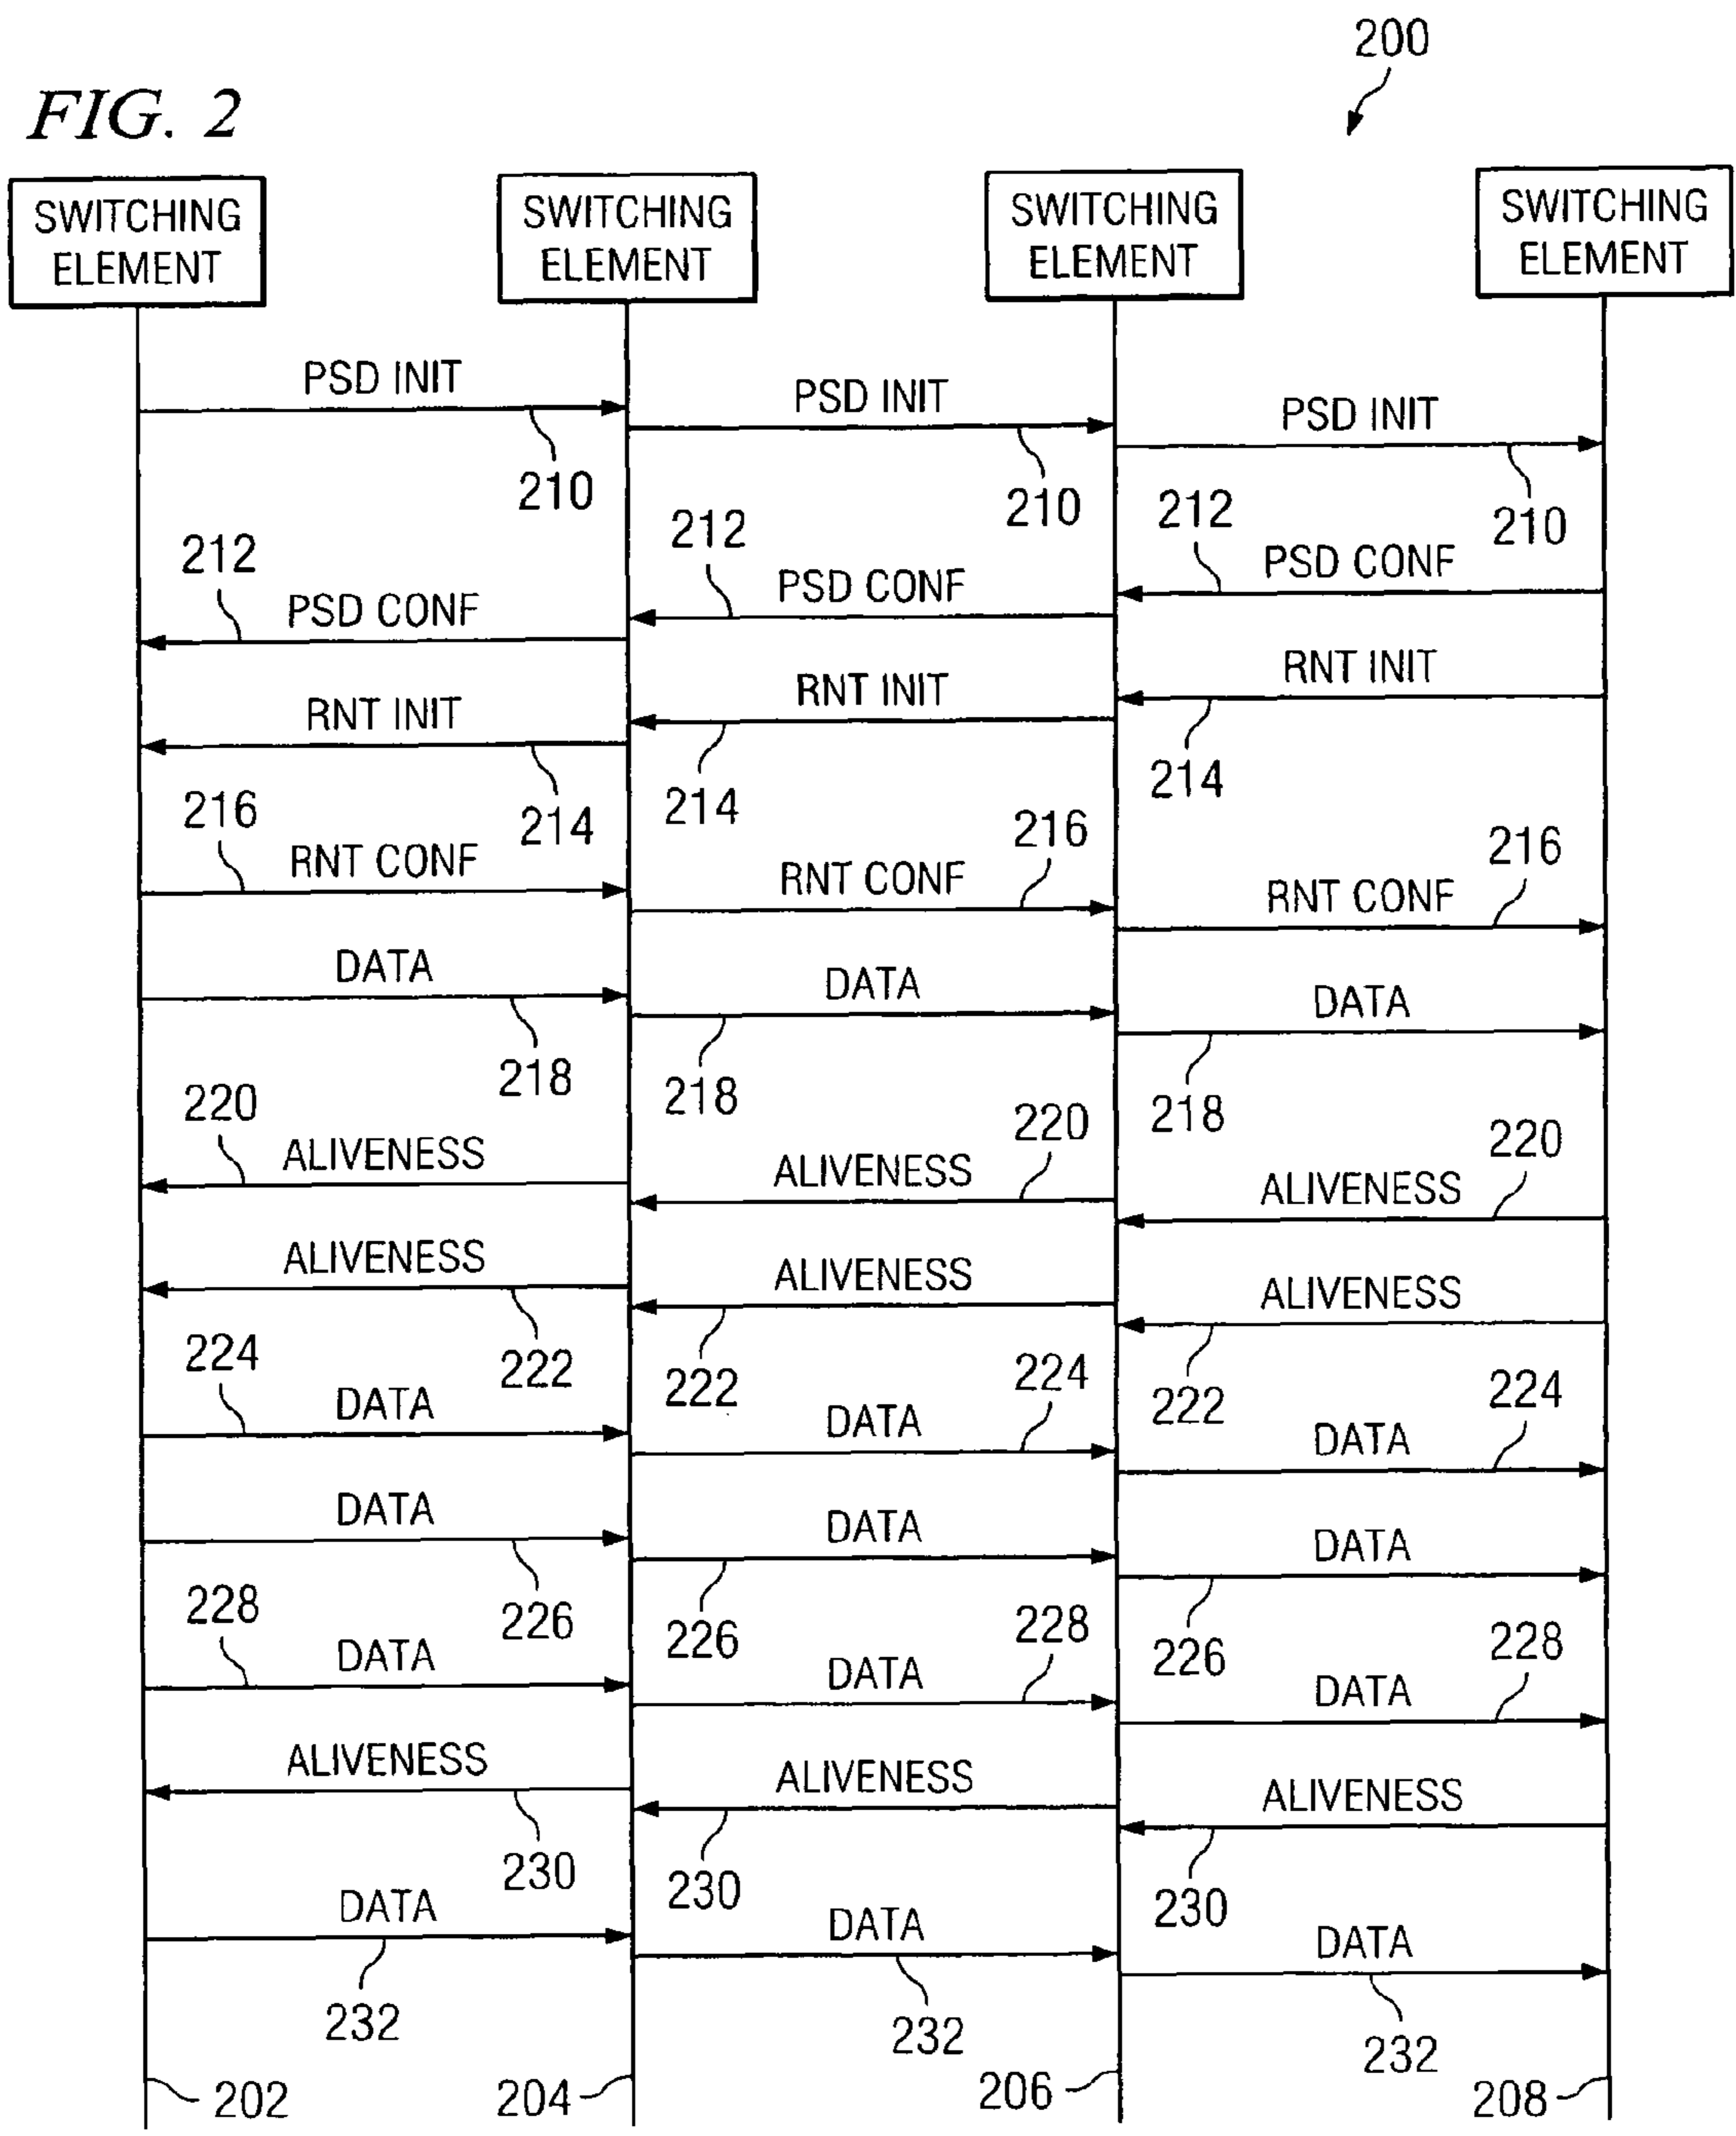 200
FIG. 2
SWITCHING ELEMENT
SWITCHING ELEMENT
SWITCHING ELEMENT
SWITCHING ELEMENT
PSD INIT
PSD INIT
PSD INIT
210
210
210
212
212
212
PSD CONF
PSD CONF
PSD CONF
RNT INIT
RNT INIT
RNT INIT
214
214
214
216
216
216
RNT CONF
RNT CONF
RNT CONF
DATA
DATA
DATA
218
218
218
220
220
220
ALIVENESS
ALIVENESS
ALIVENESS
ALIVENESS
ALIVENESS
ALIVENESS
222
222
222
224
224
224
DATA
DATA
DATA
DATA
DATA
DATA
226
226
226
228
228
228
DATA
DATA
DATA
ALIVENESS
ALIVENESS
ALIVENESS
230
230
230
DATA
DATA
DATA
232
232
232
202
204
206
208